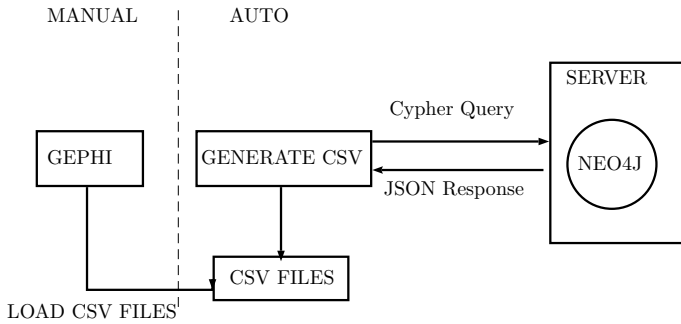 MANUAL
AUTO
SERVER
Cypher Query
GEPHI
GENERATE CSV
NEO4J
JSON Response
CSV FILES
LOAD CSV FILES